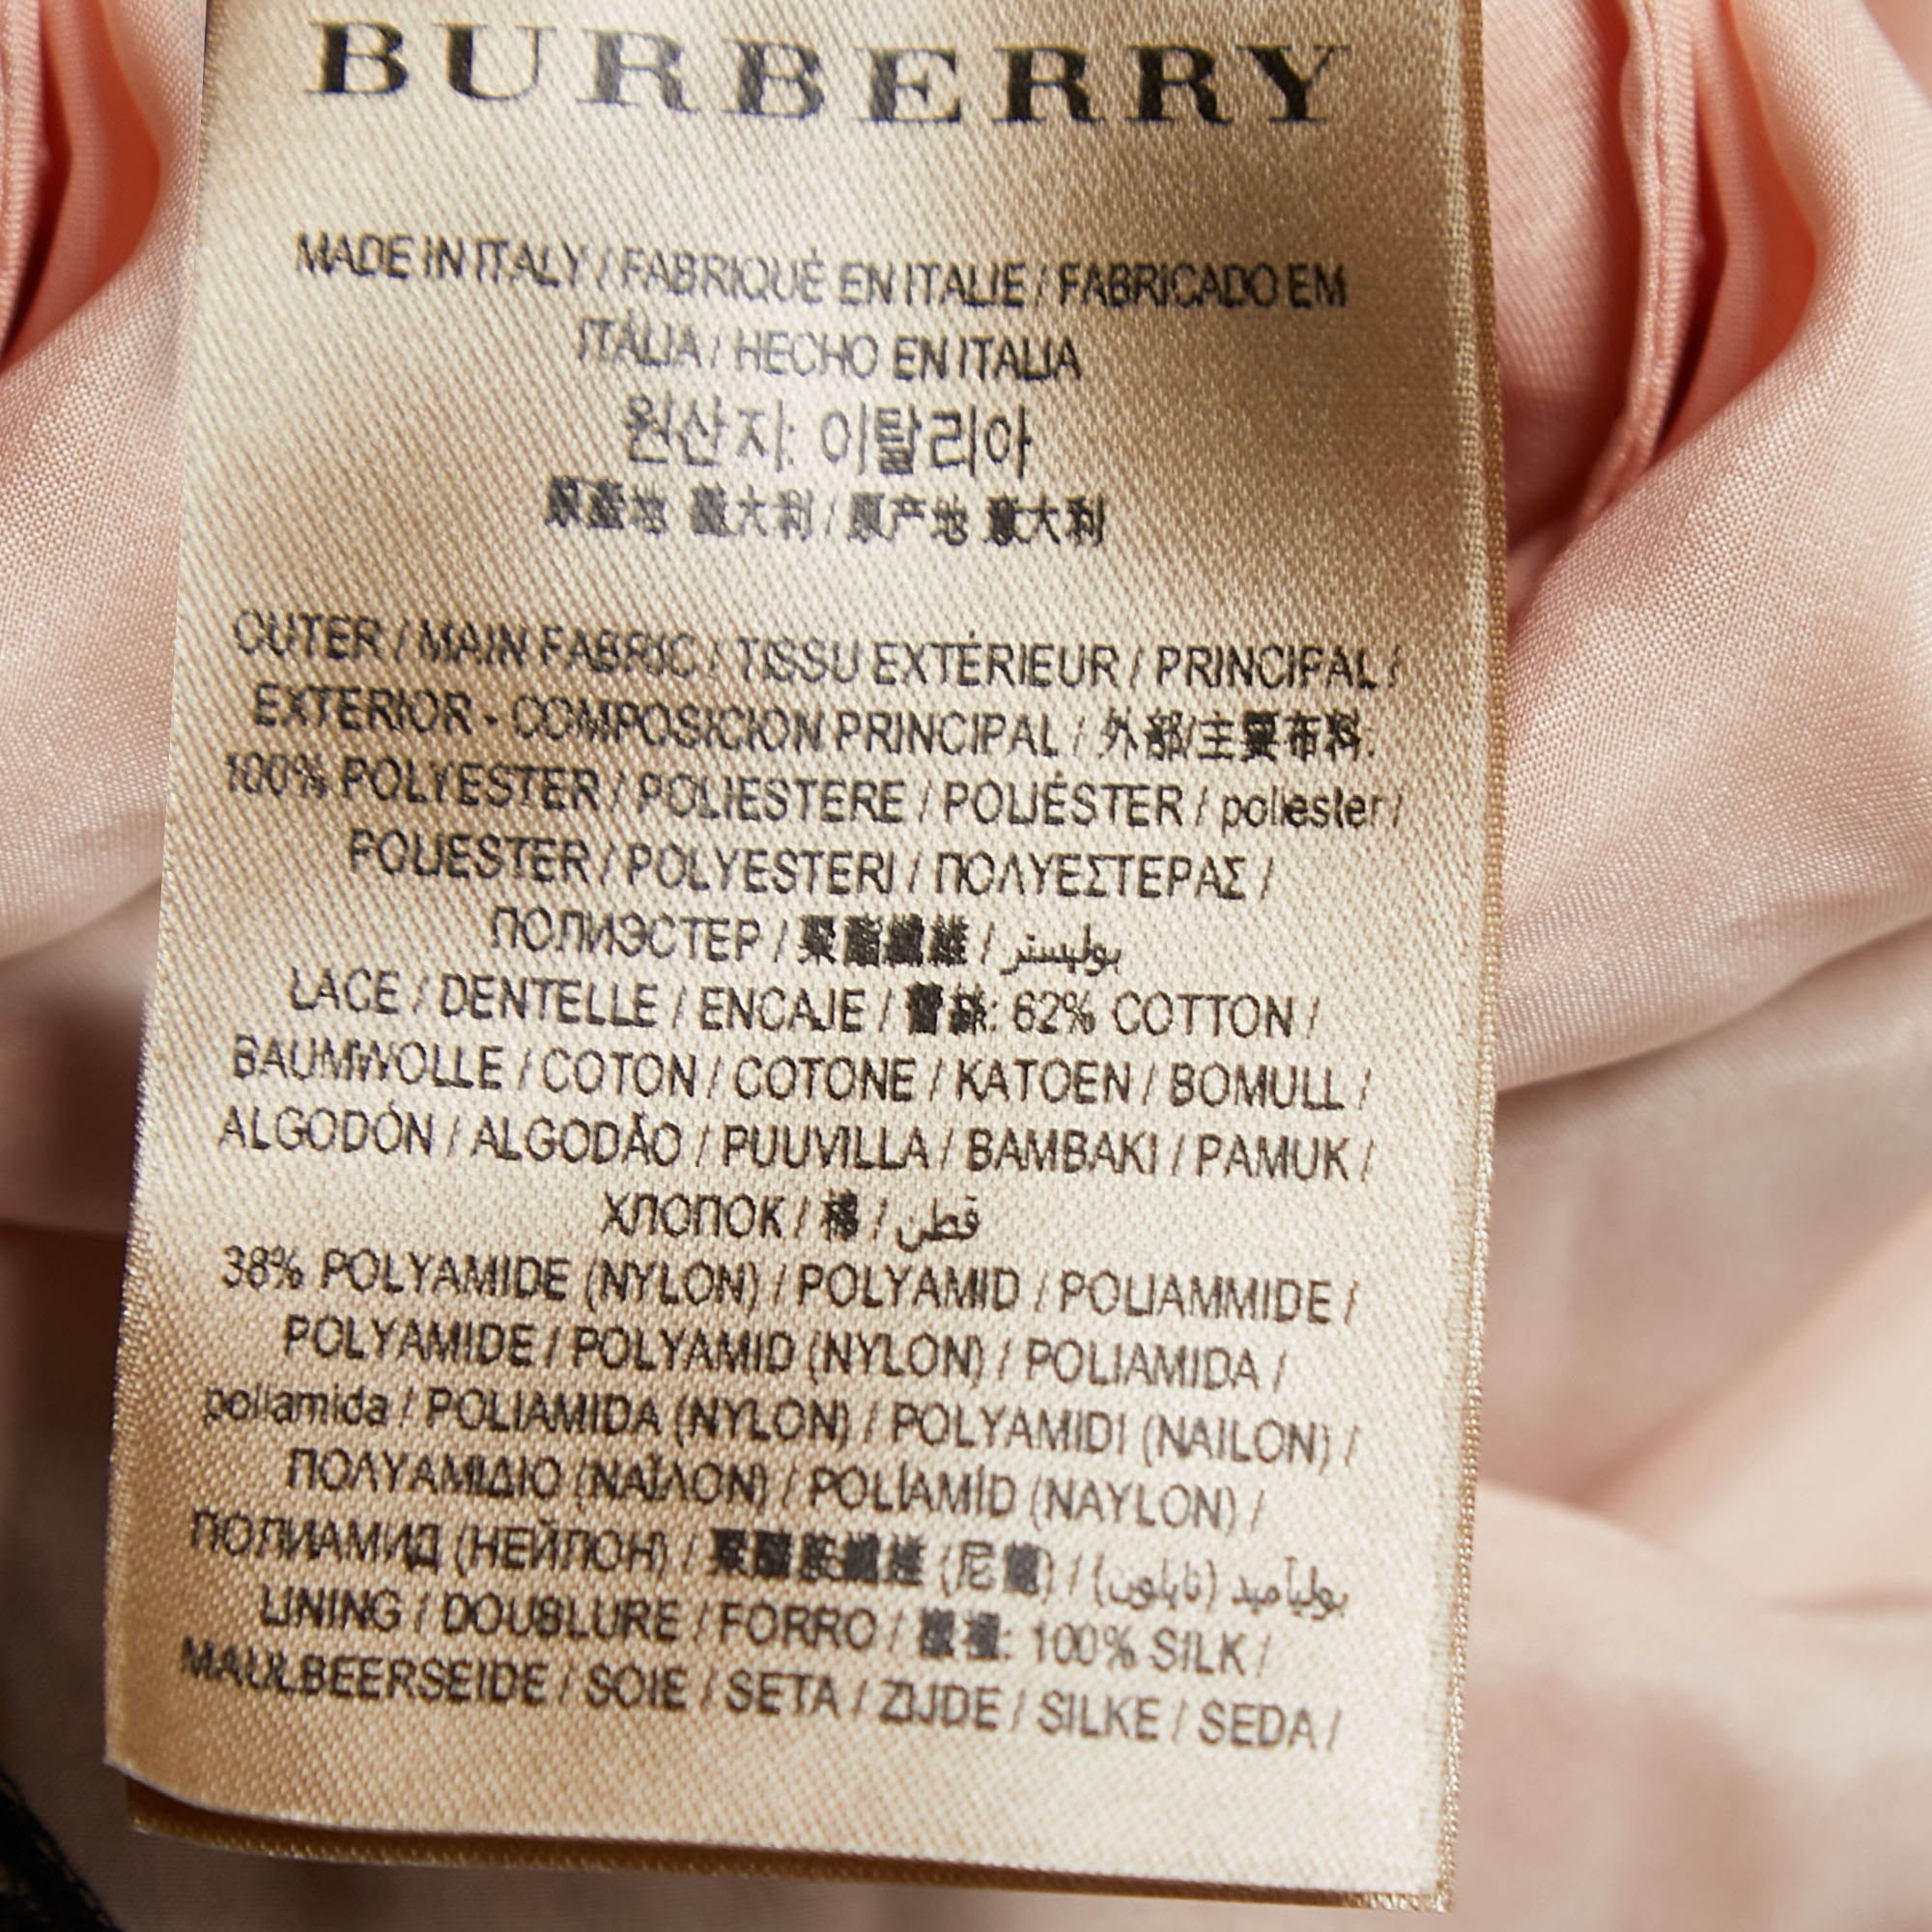 BURBERRY
MADE IN ITALY / FABRIQUÉ EN ITALIE / FABRICADO EM
ITÁLIA / HECHO EN ITALIA
원산지: 이탈리아
原產地 義大利 / 原产地 意大利
OUTER / MAIN FABRIC / TISSU EXTÉRIEUR / PRINCIPAL /
EXTERIOR - COMPOSICION PRINCIPAL / 外部/主要布料:
100% POLYESTER / POLIESTERE / POLIÉSTER / poliester /
POLIESTER / POLYESTERI / ΠΟΛΥΕΣΤΕΡΑΣ /
ПОЛИЭСТЕР / 聚酯纖維 / بوليستر
LACE / DENTELLE / ENCAJE / 蕾絲: 62% COTTON /
BAUMWOLLE / COTON / COTONE / KATOEN / BOMULL /
ALGODÓN / ALGODÃO / PUUVILLA / BAMBAKI / PAMUK /
ХЛОПОК / 棉 / قطن
38% POLYAMIDE (NYLON) / POLYAMID / POLIAMMIDE /
POLYAMIDE / POLYAMID (NYLON) / POLIAMIDA /
poliamida / POLIAMIDA (NYLON) / POLYAMIDI (NAILON) /
ΠΟΛΥΑΜΙΔΙΟ (ΝΑΪΛΟΝ) / POLİAMİD (NAYLON) /
ПОЛИАМИД (НЕЙЛОН) / 聚醯胺纖維 (尼龍) / بولياميد (نايلون)
LINING / DOUBLURE / FORRO / 襯裡: 100% SILK /
MAULBEERSEIDE / SOIE / SETA / ZIJDE / SILKE / SEDA /